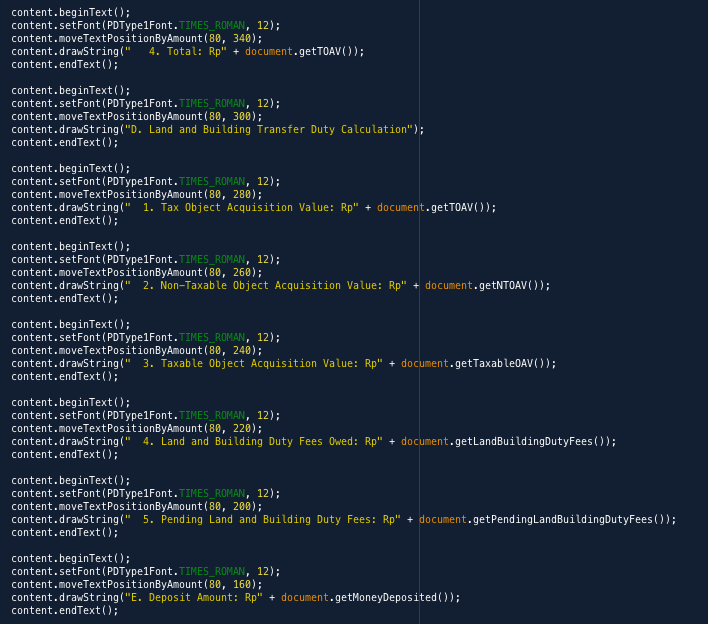 content.beginText();
content.setFont(PDType1Font.TIMES_ROMAN, 12);
content.moveTextPositionByAmount(80, 340);
content.drawString("   4. Total: Rp" + document.getTOAV());
content.endText();

content.beginText();
content.setFont(PDType1Font.TIMES_ROMAN, 12);
content.moveTextPositionByAmount(80, 300);
content.drawString("D. Land and Building Transfer Duty Calculation");
content.endText();

content.beginText();
content.setFont(PDType1Font.TIMES_ROMAN, 12);
content.moveTextPositionByAmount(80, 280);
content.drawString("  1. Tax Object Acquisition Value: Rp" + document.getTOAV());
content.endText();

content.beginText();
content.setFont(PDType1Font.TIMES_ROMAN, 12);
content.moveTextPositionByAmount(80, 260);
content.drawString("  2. Non-Taxable Object Acquisition Value: Rp" + document.getNTOAV());
content.endText();

content.beginText();
content.setFont(PDType1Font.TIMES_ROMAN, 12);
content.moveTextPositionByAmount(80, 240);
content.drawString("  3. Taxable Object Acquisition Value: Rp" + document.getTaxableOAV());
content.endText();

content.beginText();
content.setFont(PDType1Font.TIMES_ROMAN, 12);
content.moveTextPositionByAmount(80, 220);
content.drawString("  4. Land and Building Duty Fees Owed: Rp" + document.getLandBuildingDutyFees());
content.endText();

content.beginText();
content.setFont(PDType1Font.TIMES_ROMAN, 12);
content.moveTextPositionByAmount(80, 200);
content.drawString("  5. Pending Land and Building Duty Fees: Rp" + document.getPendingLandBuildingDutyFees());
content.endText();

content.beginText();
content.setFont(PDType1Font.TIMES_ROMAN, 12);
content.moveTextPositionByAmount(80, 160);
content.drawString("E. Deposit Amount: Rp" + document.getMoneyDeposited());
content.endText();